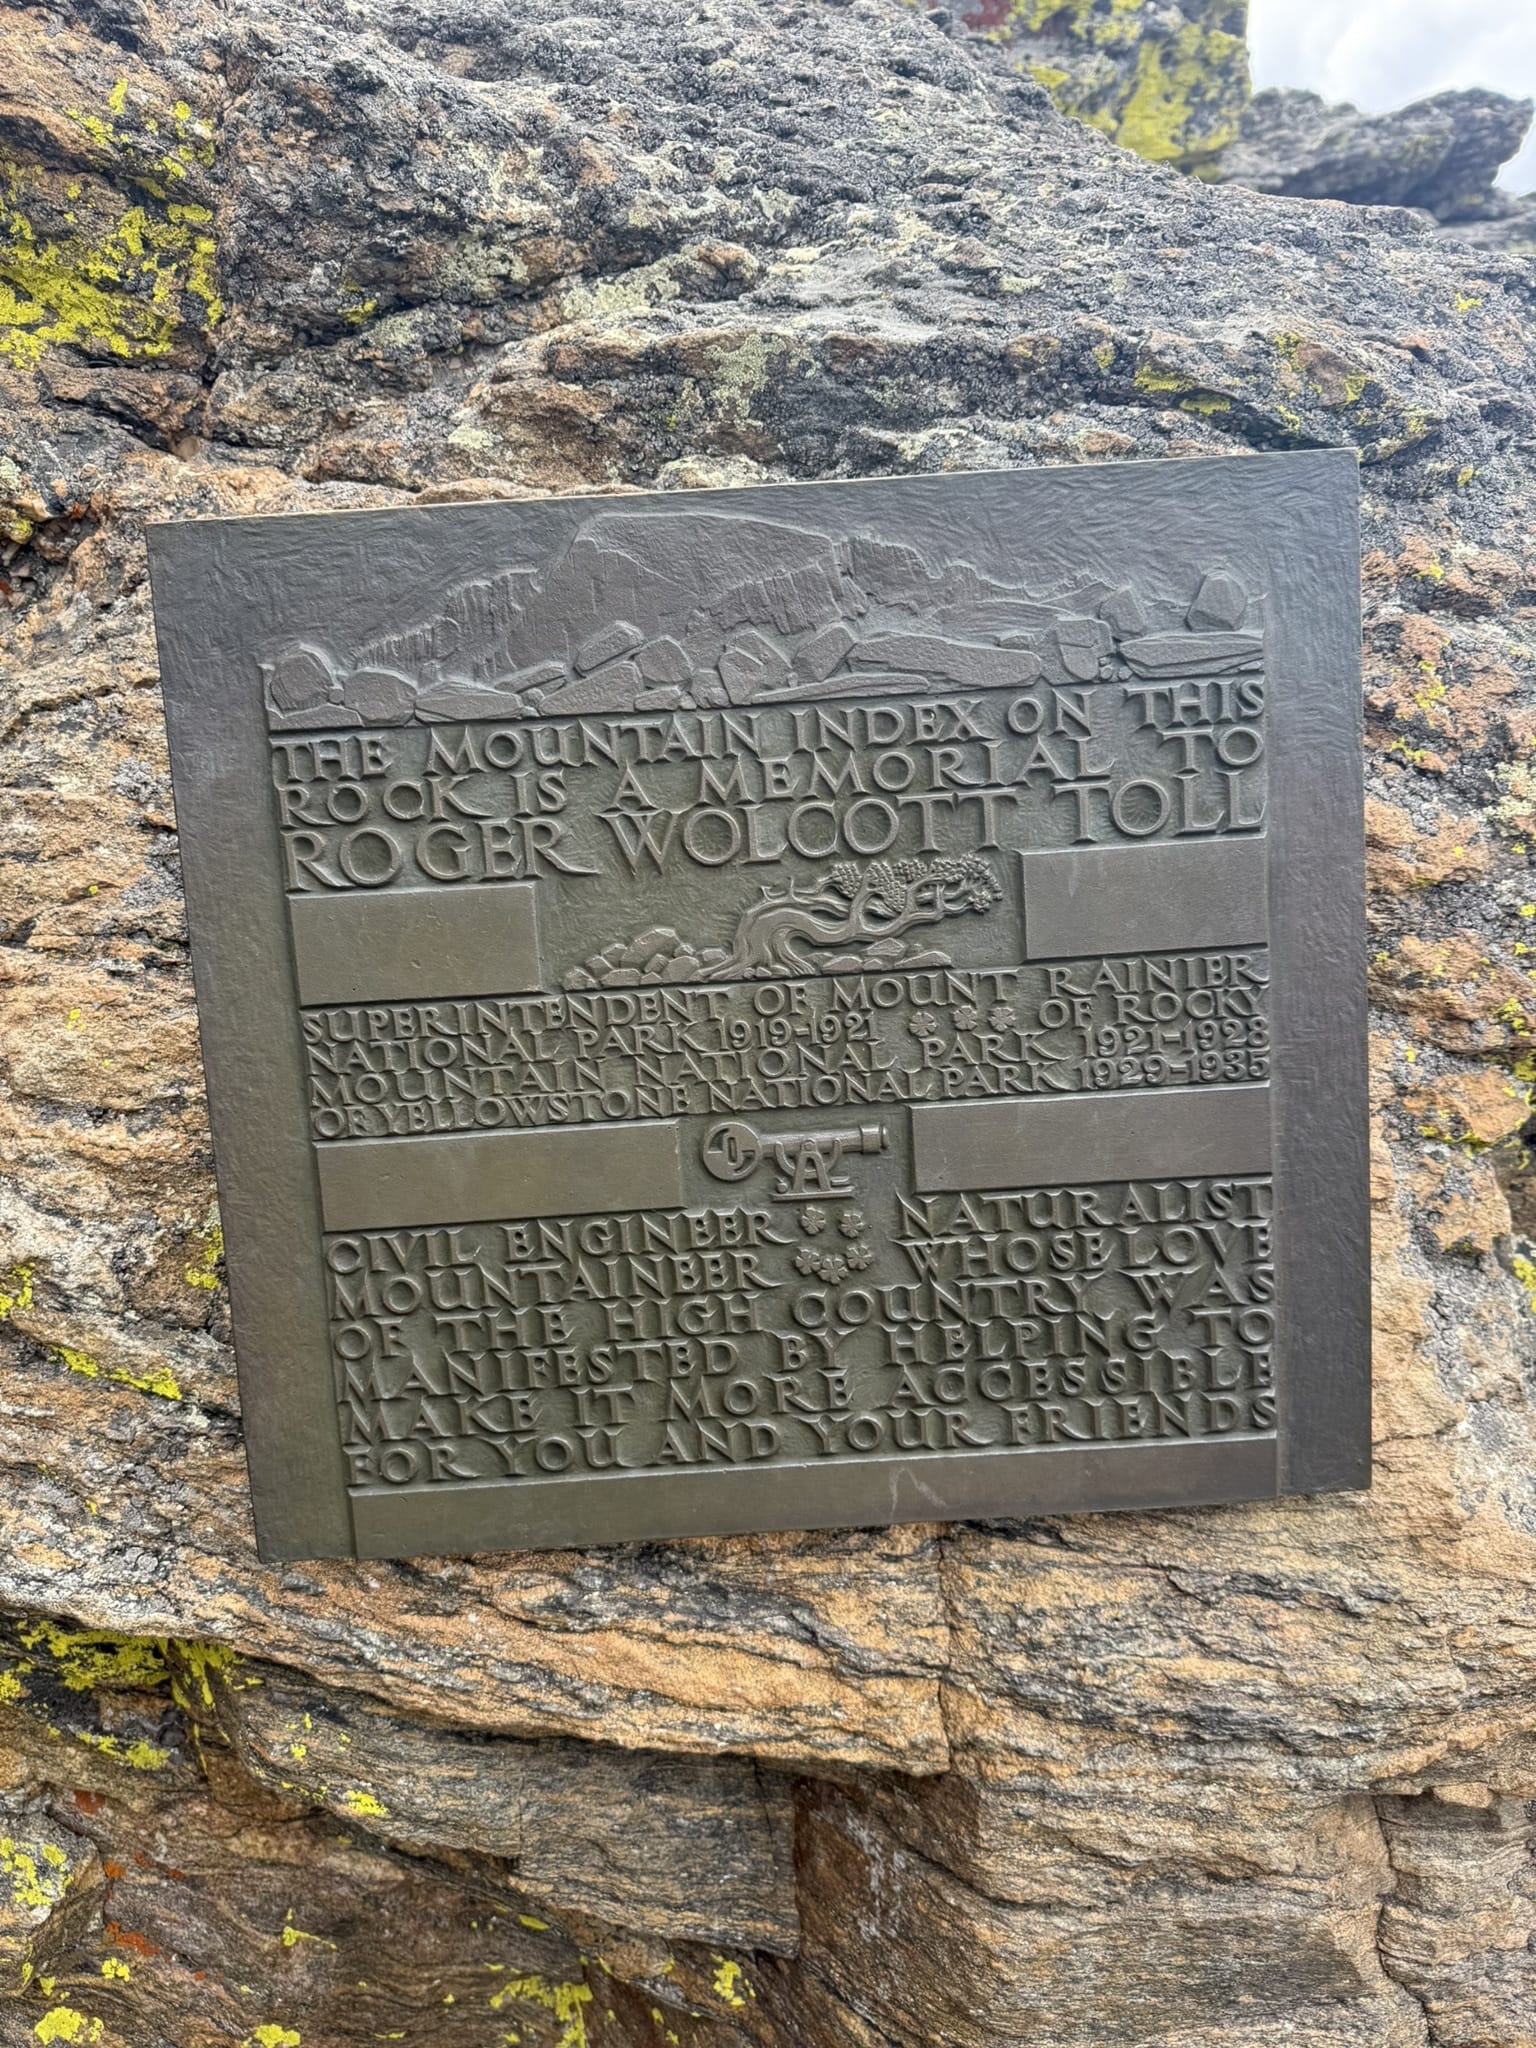 THE MOUNTAIN INDEX ON THIS
ROCK IS A MEMORIAL TO
ROGER WOLCOTT TOLL
SUPERINTENDENT OF MOUNT RAINIER
NATIONAL PARK 1919-1921 OF ROCKY
MOUNTAIN NATIONAL PARK 1921-1928
OF YELLOWSTONE NATIONAL PARK 1929-1935
CIVIL ENGINEER NATURALIST
MOUNTAINEER WHOSE LOVE
OF THE HIGH COUNTRY WAS
MANIFESTED BY HELPING TO
MAKE IT MORE ACCESSIBLE
FOR YOU AND YOUR FRIENDS